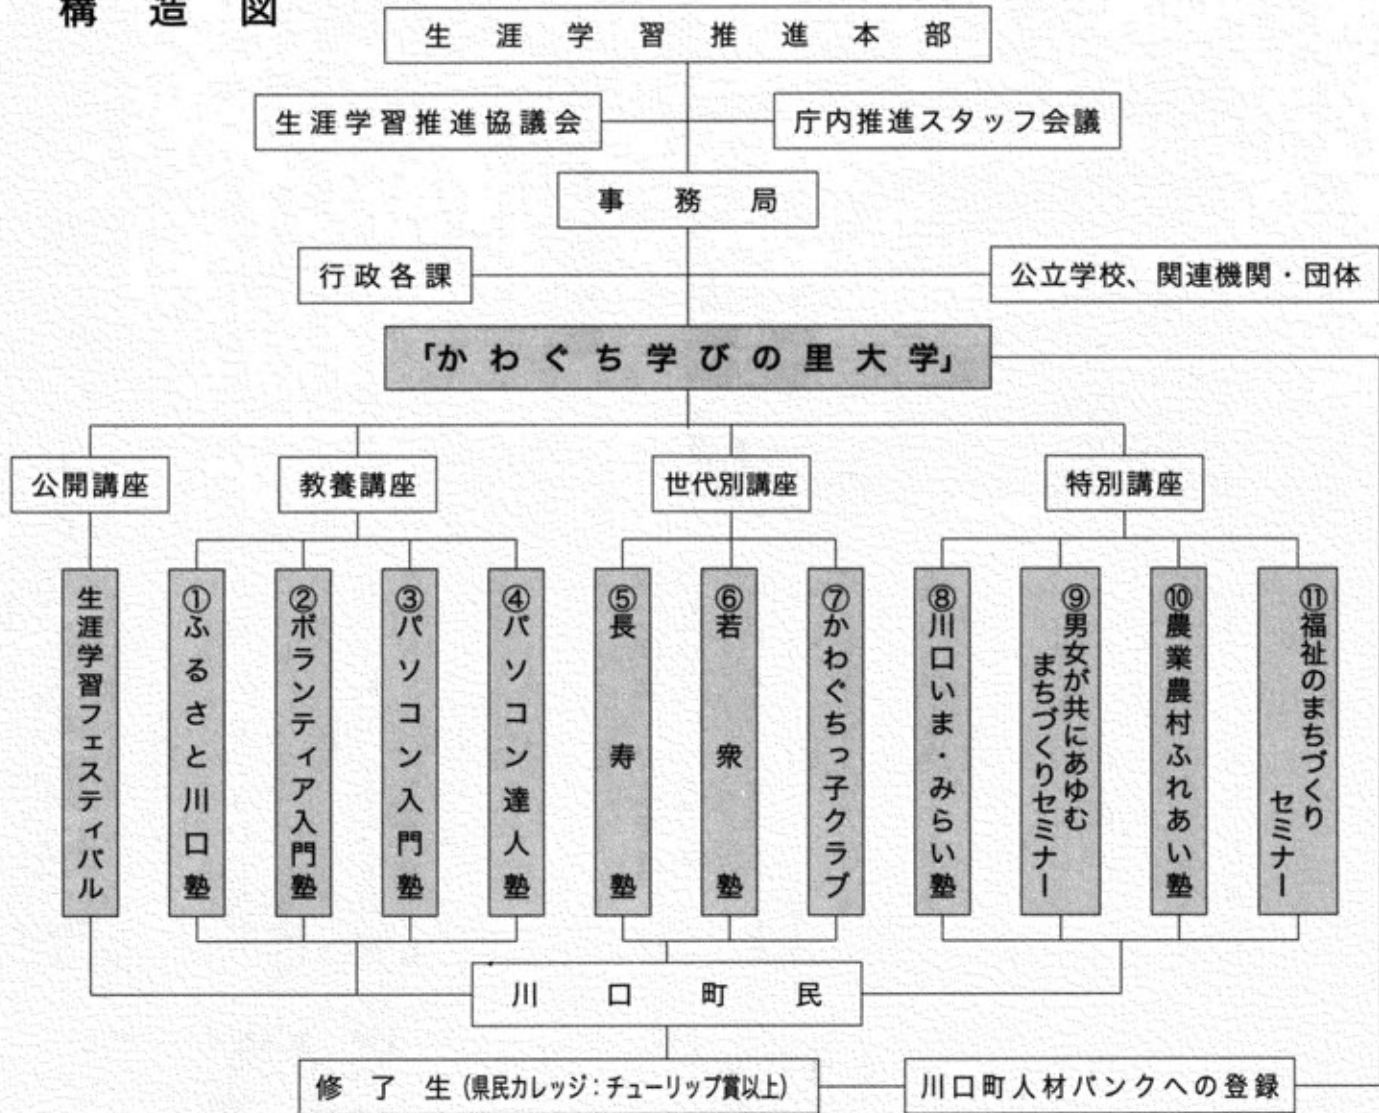 構造図
生涯学習推進本部
生涯学習推進協議会
庁内推進スタッフ会議
事務局
行政各課
公立学校、関連機関・団体
「かわぐち学びの里大学」
公開講座
教養講座
世代別講座
特別講座
生涯学習フェスティバル
①ふるさと川口塾
②ボランティア入門塾
③パソコン入門塾
④パソコン達人塾
⑤長寿塾
⑥若衆塾
⑦かわぐちっ子クラブ
⑧川口いま・みらい塾
⑨男女が共にあゆむ
まちづくりセミナー
⑩農業農村ふれあい塾
⑪福祉のまちづくり
セミナー
川口町民
修了生(県民カレッジ:チューリップ賞以上)
川口町人材バンクへの登録